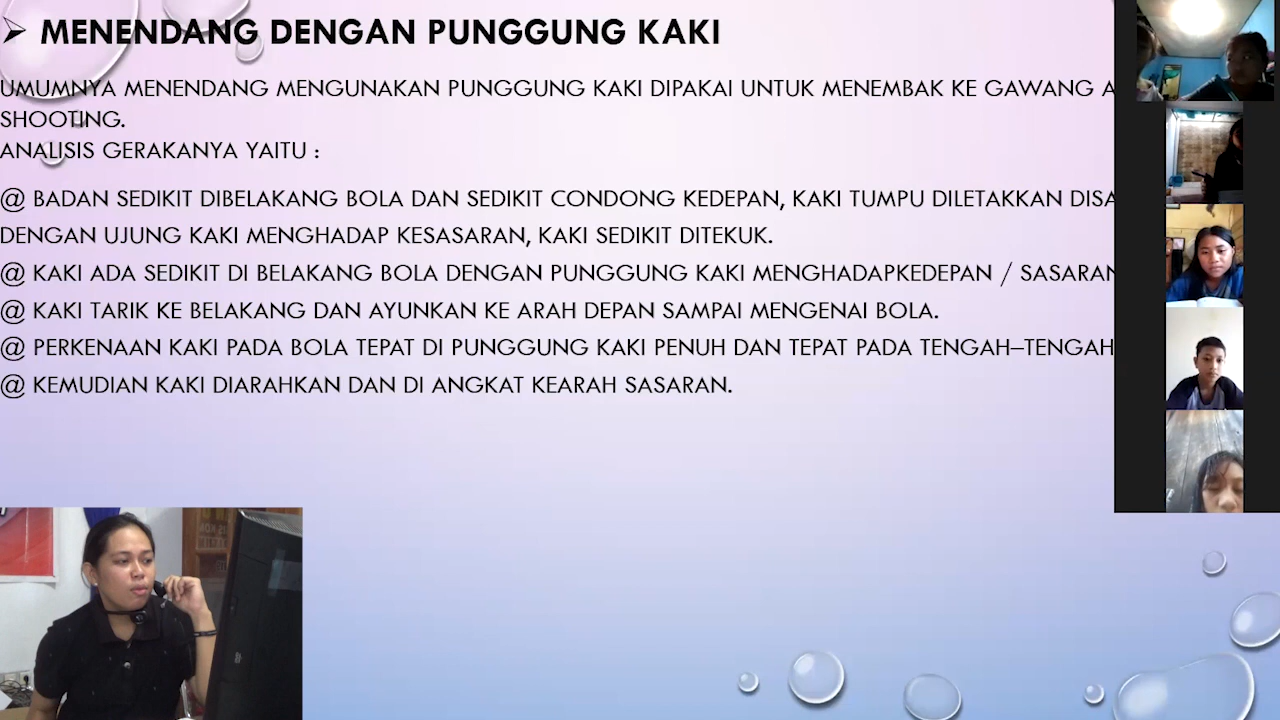 MENENDANG DENGAN PUNGGUNG KAKI
UMUMNYA MENENDANG MENGUNAKAN PUNGGUNG KAKI DIPAKAI UNTUK MENEMBAK KE GAWANG
SHOOTING.
ANALISIS GERAKANYA YAITU :
@ BADAN SEDIKIT DIBELAKANG BOLA DAN SEDIKIT CONDONG KEDEPAN, KAKI TUMPU DILETAKKAN
DENGAN UJUNG KAKI MENGHADAP KESASARAN, KAKI SEDIKIT DITEKUK.
@ KAKI ADA SEDIKIT DI BELAKANG BOLA DENGAN PUNGGUNG KAKI MENGHADAPKEDEPAN / SASARAN
@ KAKI TARIK KE BELAKANG DAN AYUNKAN KE ARAH DEPAN SAMPAI MENGENAI BOLA.
@ PERKENAAN KAKI PADA BOLA TEPAT DI PUNGGUNG KAKI PENUH DAN TEPAT PADA TENGAH–TENGAH
@ KEMUDIAN KAKI DIARAHKAN DAN DI ANGKAT KEARAH SASARAN.